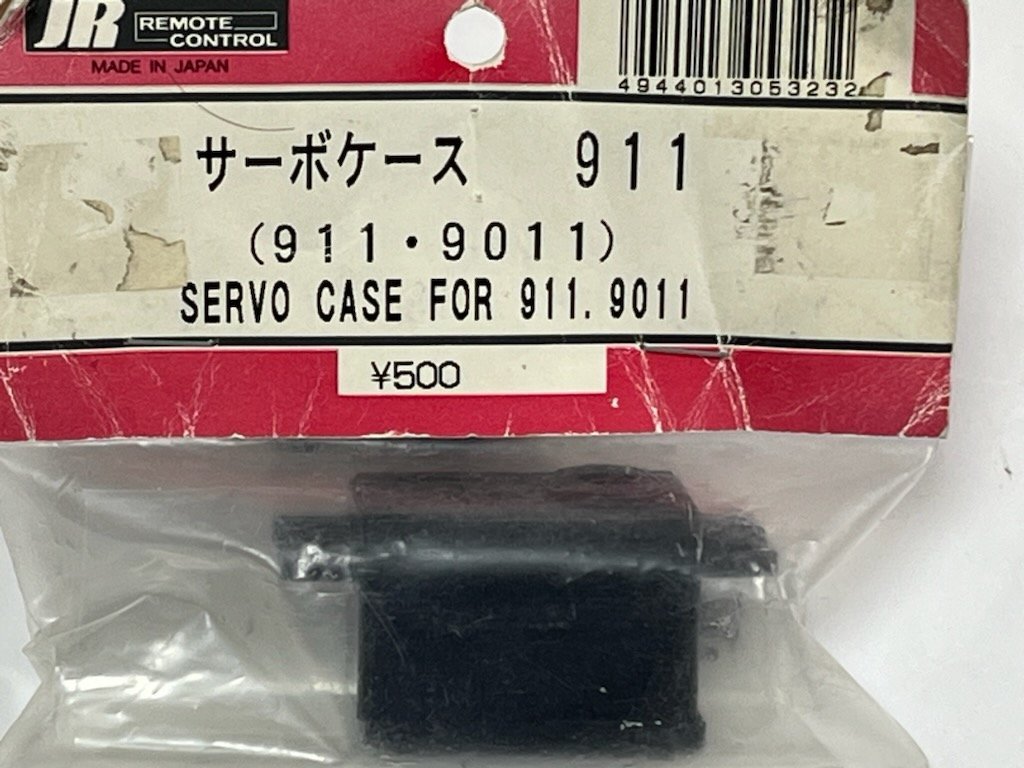 JR REMOTE CONTROL
MADE IN JAPAN
4944013053232
サーボケース 911
(911・9011)
SERVO CASE FOR 911.9011
¥500